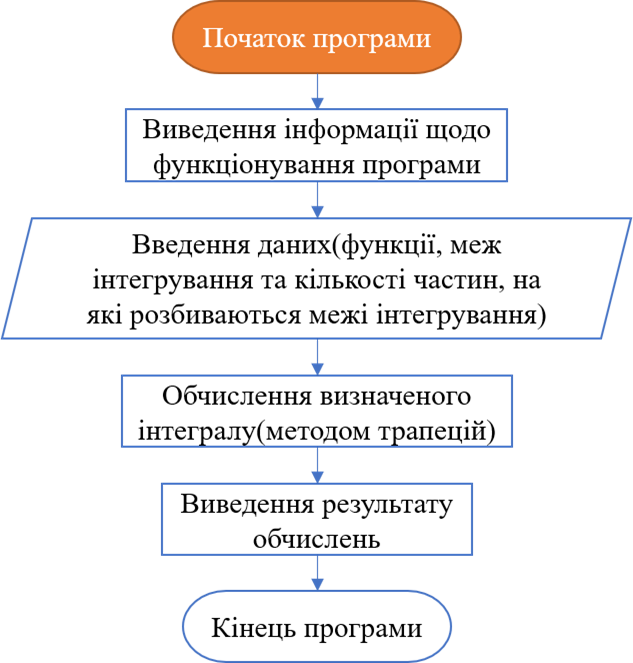 Початок програми
Виведення інформації щодо
функціонування програми
Введення даних(функції, меж
інтегрування та кількості частин, на
які розбиваються межі інтегрування)
Обчислення визначеного
інтегралу(методом трапецій)
Виведення результату
обчислень
Кінець програми